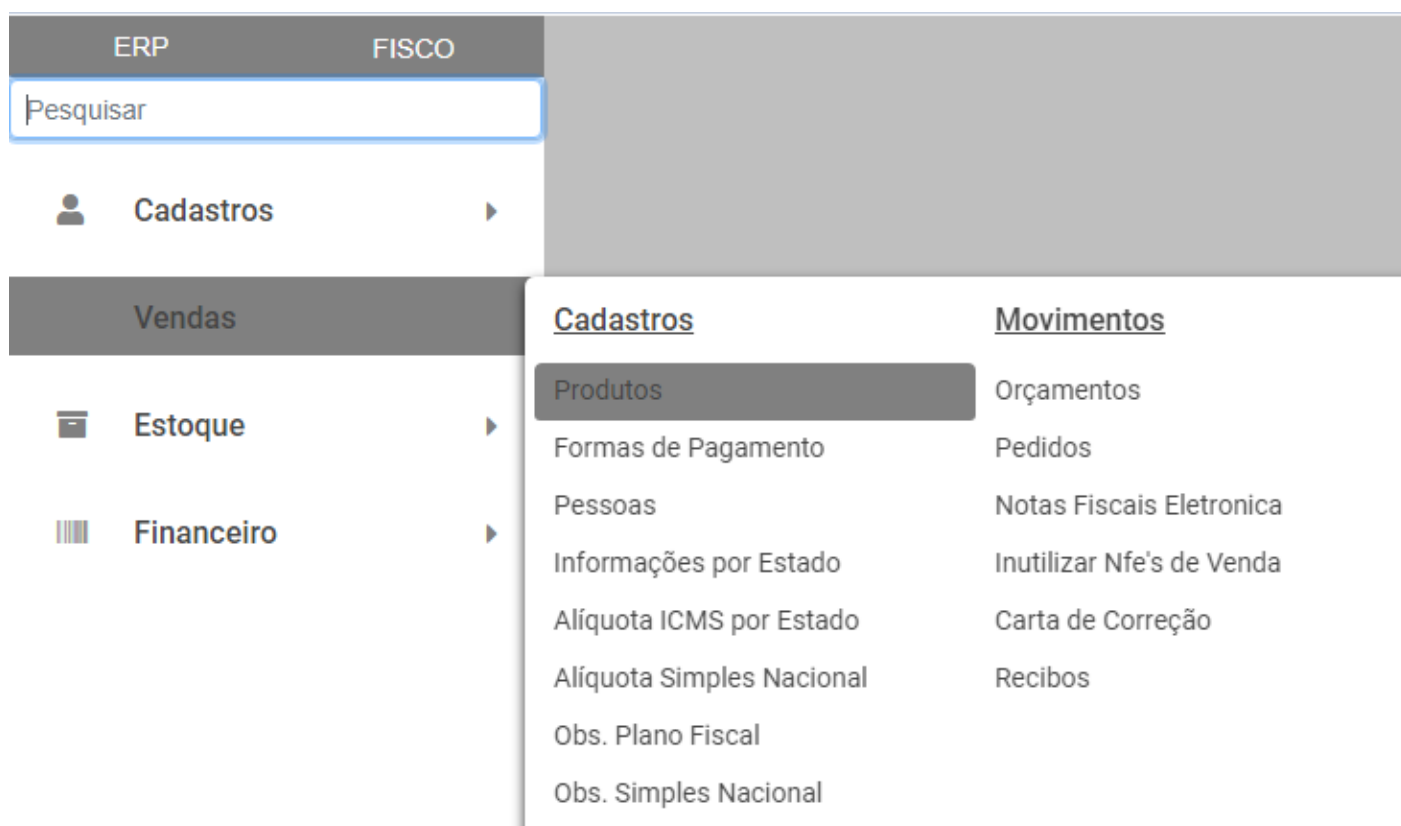 ERP FISCO
Pesquisar
Cadastros
Vendas
Estoque
Financeiro
Cadastros
Produtos
Formas de Pagamento
Pessoas
Informações por Estado
Alíquota ICMS por Estado
Alíquota Simples Nacional
Obs. Plano Fiscal
Obs. Simples Nacional
Movimentos
Orçamentos
Pedidos
Notas Fiscais Eletronica
Inutilizar Nfe's de Venda
Carta de Correção
Recibos